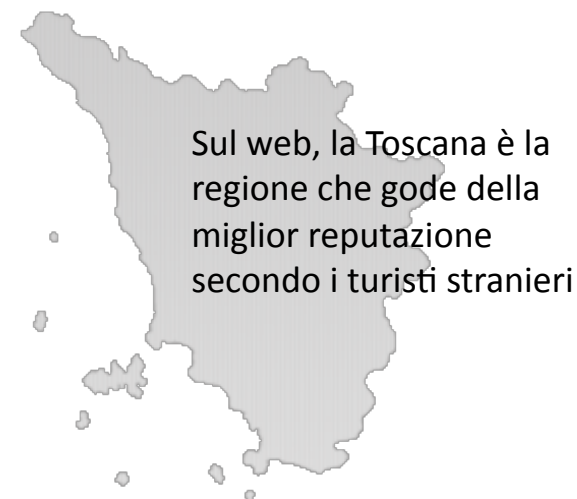 Sul web, la Toscana è la
regione che gode della
miglior reputazione
secondo i turisti stranieri